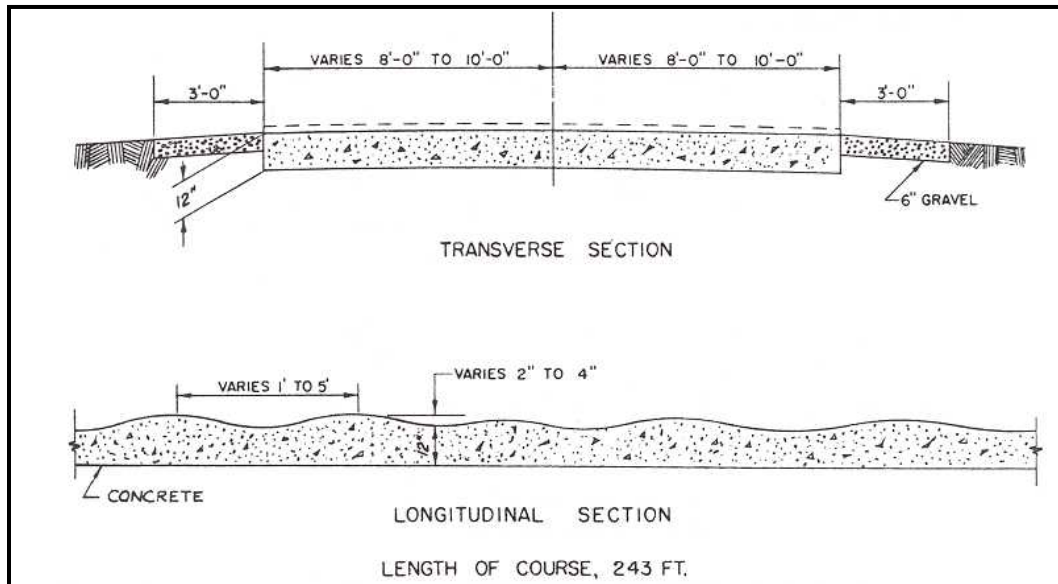 VARIES 8'-0" TO 10'-0"
VARIES 8'-0" TO 10'-0"
3'-0"
3'-0"
12"
6" GRAVEL
TRANSVERSE SECTION
VARIES 2" TO 4"
VARIES 1' TO 5'
12"
CONCRETE
LONGITUDINAL SECTION
LENGTH OF COURSE, 243 FT.